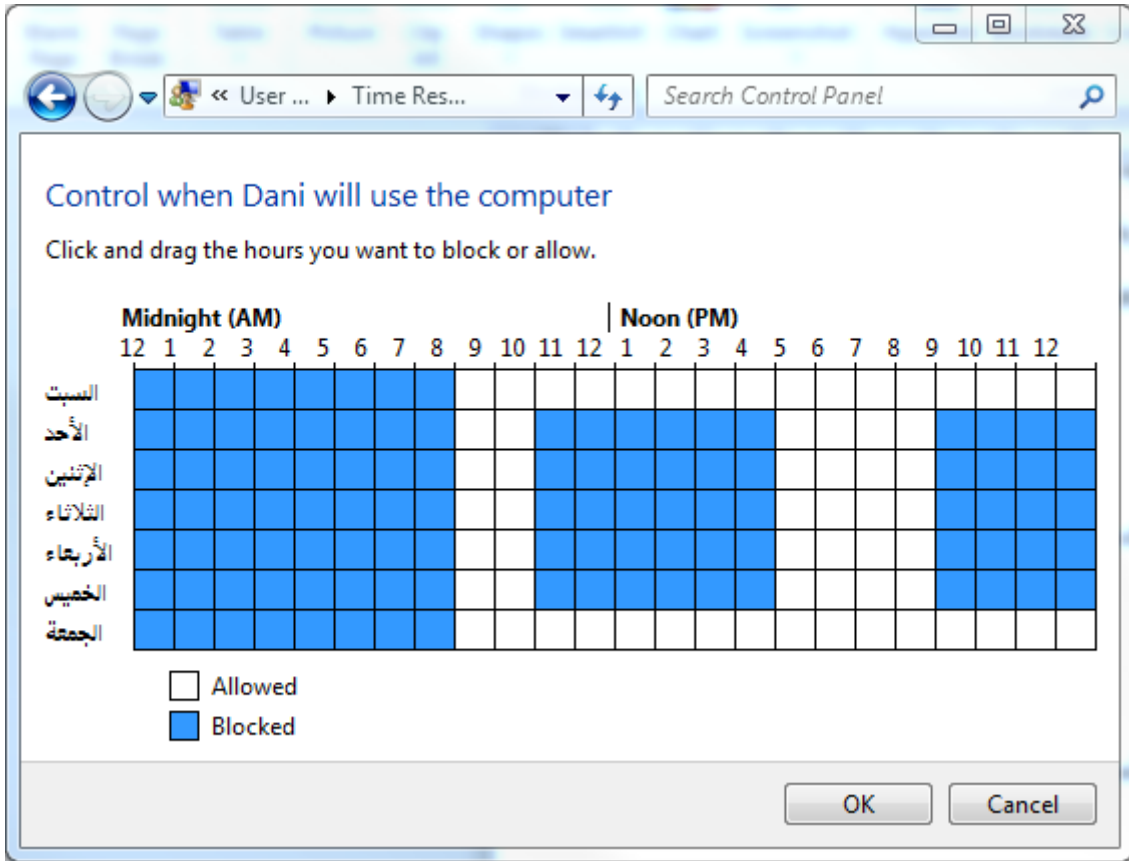 « User ... ▸ Time Res...
Search Control Panel
Control when Dani will use the computer
Click and drag the hours you want to block or allow.
Midnight (AM) Noon (PM)
12 1 2 3 4 5 6 7 8 9 10 11 12 1 2 3 4 5 6 7 8 9 10 11 12
السبت
الأحد
الإثنين
الثلاثاء
الأربعاء
الخميس
الجمعة
Allowed
Blocked
OK Cancel